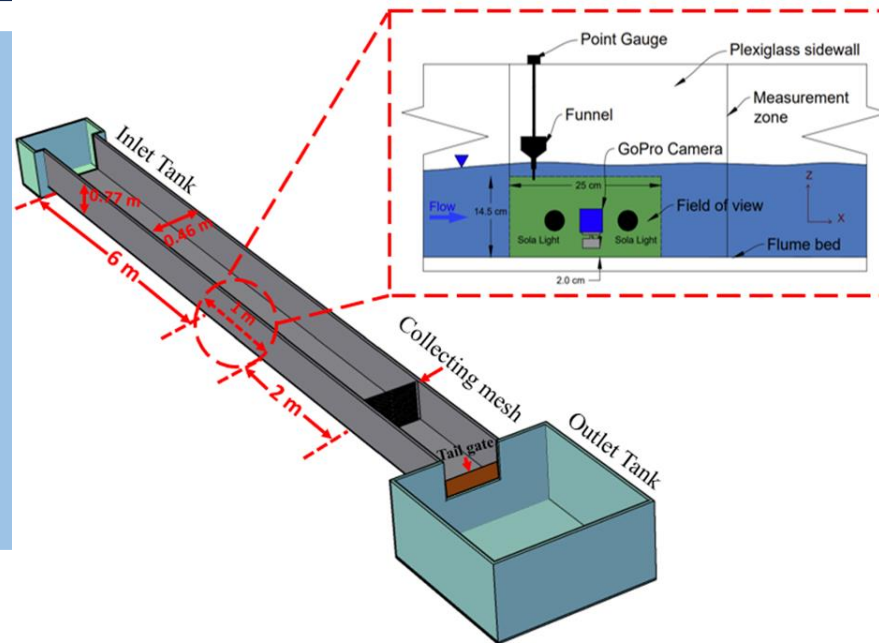 Point Gauge
Plexiglass sidewall
Measurement
zone
Funnel
GoPro Camera
25 cm
Z
X
Flow
14.5 cm
Field of view
Sola Light
Sola Light
Flume bed
2.0 cm
Inlet Tank
0.77 m
0.46 m
6 m
1 m
2 m
Collecting mesh
Tail gate
Outlet Tank